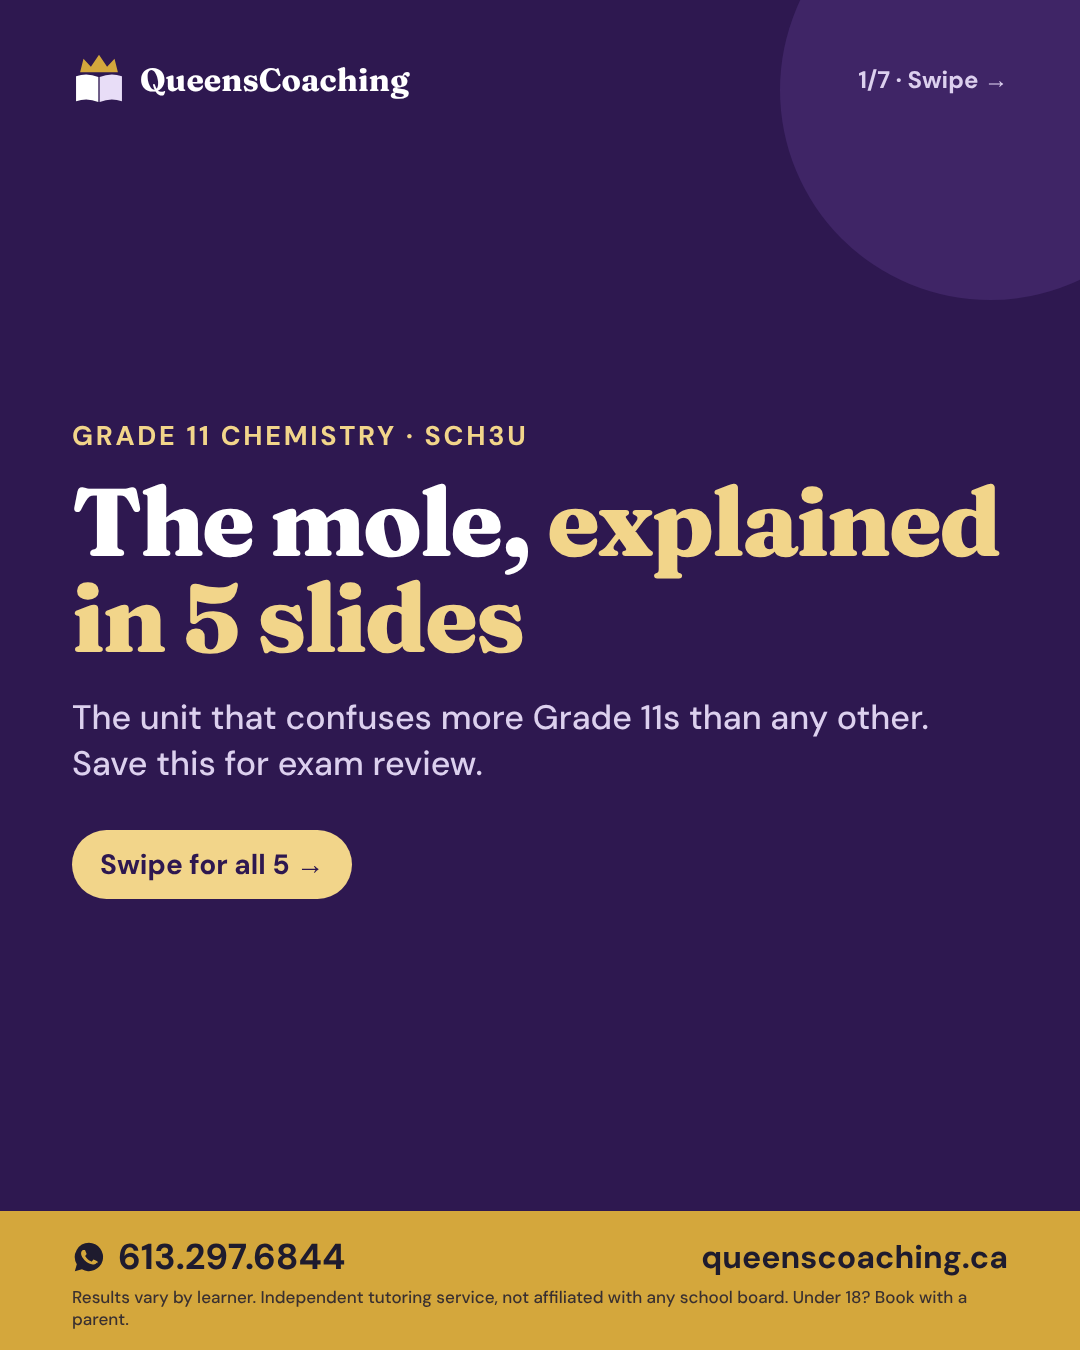 QueensCoaching
1/7 · Swipe →
GRADE 11 CHEMISTRY · SCH3U
The mole, explained
in 5 slides
The unit that confuses more Grade 11s than any other.
Save this for exam review.
Swipe for all 5 →
613.297.6844
queenscoaching.ca
Results vary by learner. Independent tutoring service, not affiliated with any school board. Under 18? Book with a
parent.